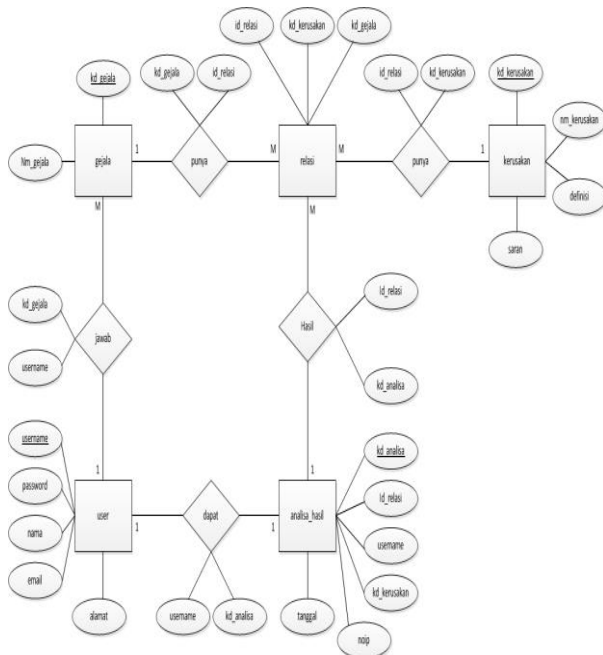 id_relasi
kd_kerusakan
kd_gejala
kd_gejala
kd_gejala
id_relasi
id_relasi
kd_kerusakan
kd_kerusakan
Nm_gejala
gejala
1
punya
M
relasi
M
punya
1
kerusakan
nm_kerusakan
definisi
saran
M
M
kd_gejala
username
jawab
Hasil
Id_relasi
kd_analisa
1
1
username
password
nama
email
alamat
user
1
dapat
1
analisa_hasil
username
kd_analisa
kd_analisa
Id_relasi
username
kd_kerusakan
tanggal
noip